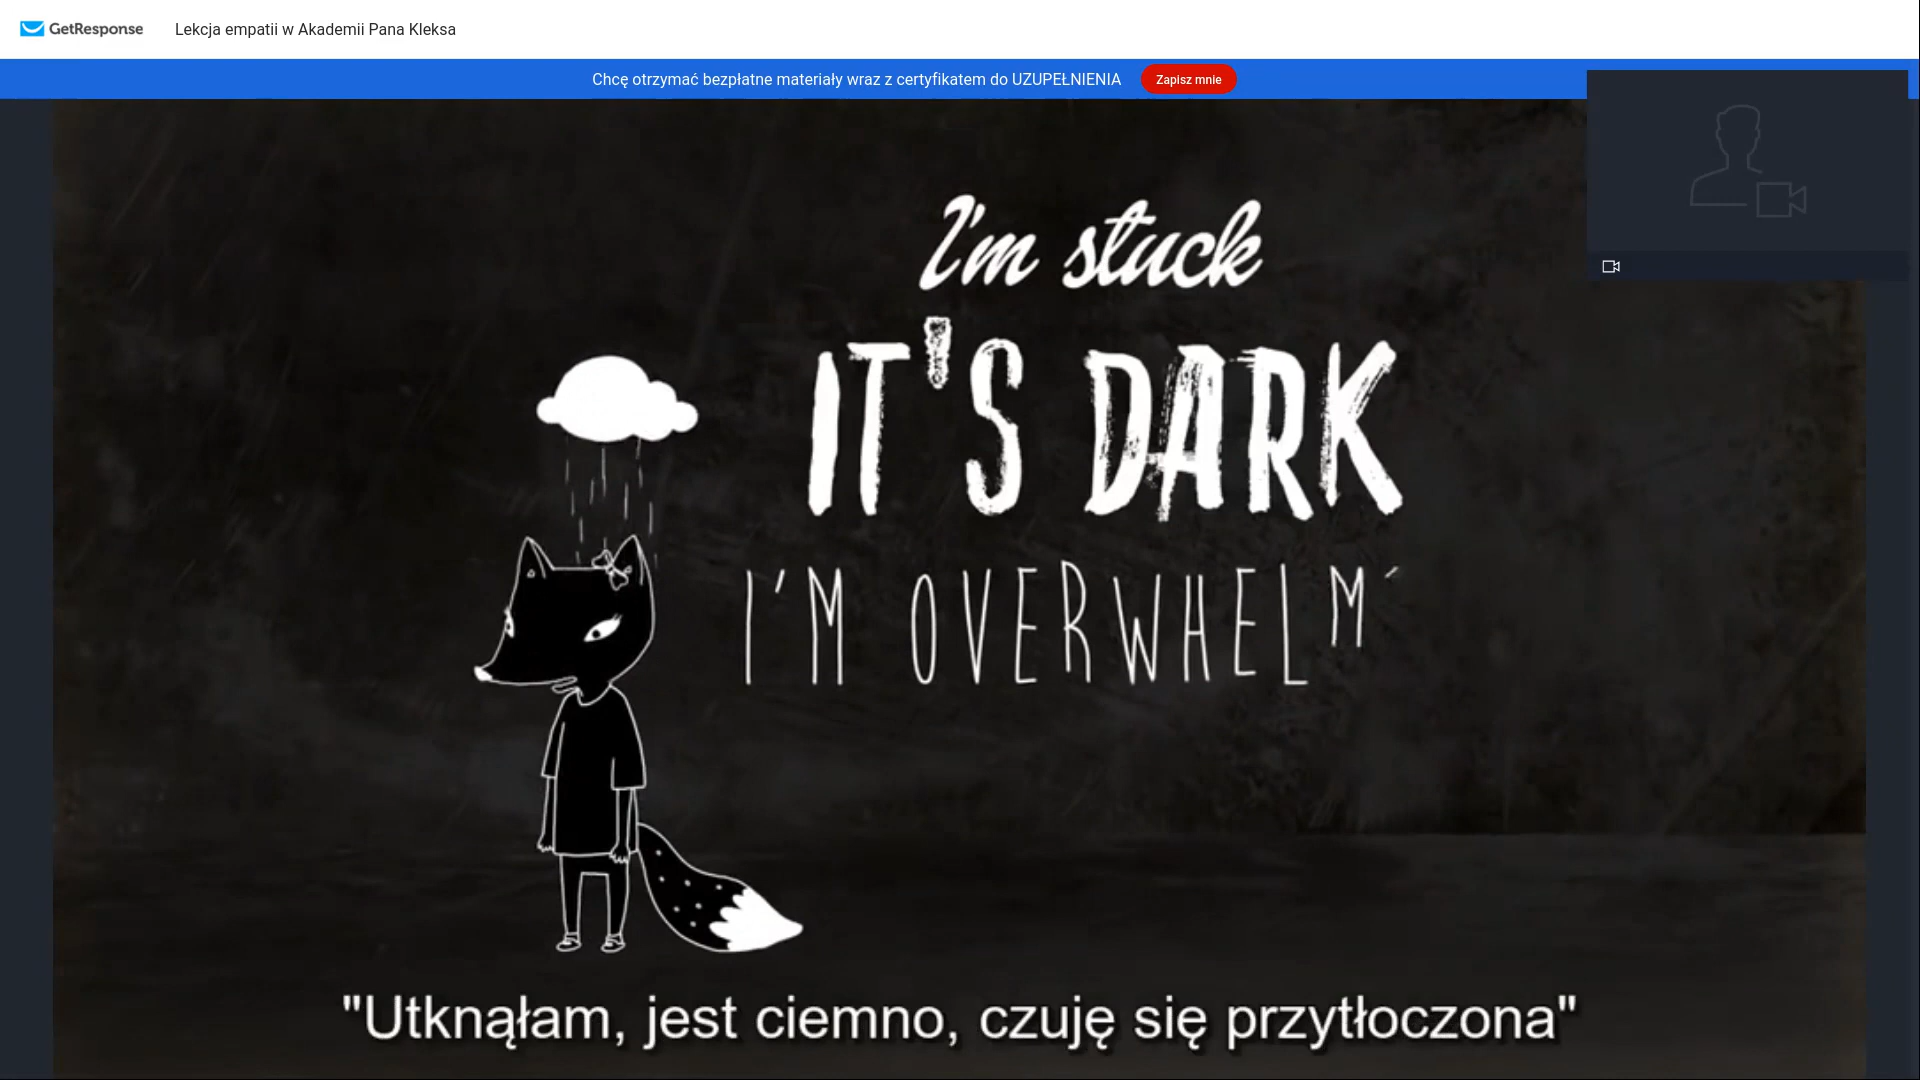 GetResponse
Lekcja empatii w Akademii Pana Kleksa
Chcę otrzymać bezpłatne materiały wraz z certyfikatem do UZUPEŁNIENIA
Zapisz mnie
I'm stuck
IT'S DARK
I'M OVERWHELM
"Utknąłam, jest ciemno, czuję się przytłoczona"